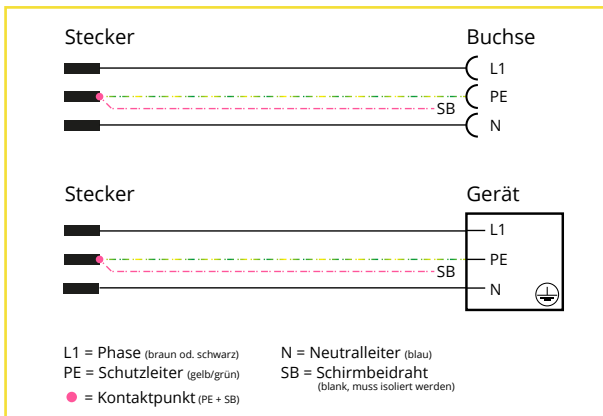 Stecker Buchse
L1
PE
SB
N
Stecker Gerät
L1
PE
SB
N
L1 = Phase (braun od. schwarz) N = Neutralleiter (blau)
PE = Schutzleiter (gelb/grün) SB = Schirmbeidraht
(blank, muss isoliert werden)
= Kontaktpunkt (PE + SB)